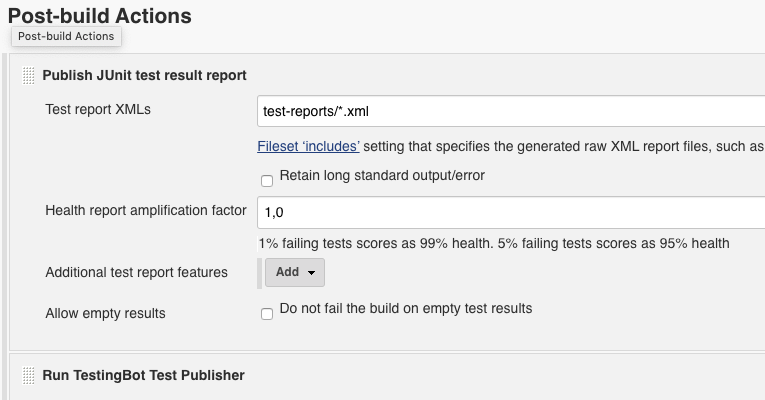 Post-build Actions
Post-build Actions
Publish JUnit test result report
Test report XMLs
test-reports/*.xml
Fileset ‘includes’ setting that specifies the generated raw XML report files, such as
Retain long standard output/error
Health report amplification factor
1,0
1% failing tests scores as 99% health. 5% failing tests scores as 95% health
Additional test report features
Add
Allow empty results
Do not fail the build on empty test results
Run TestingBot Test Publisher